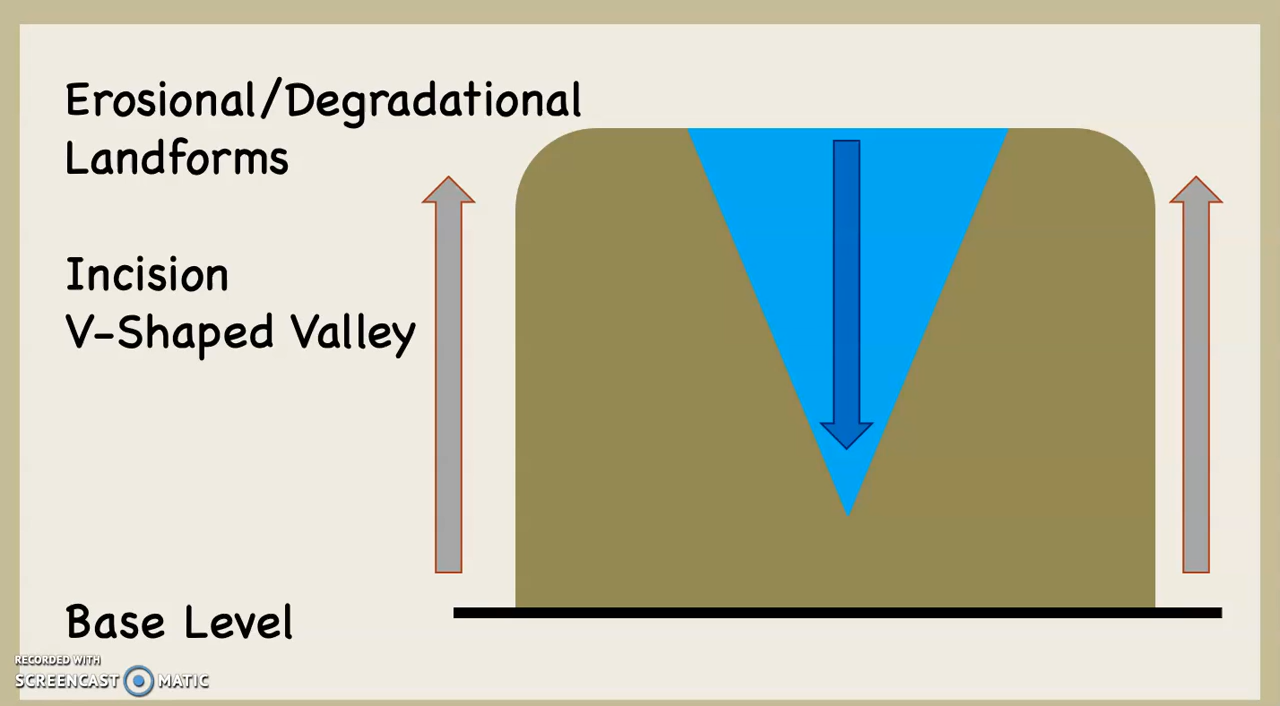 Erosional/Degradational
Landforms
Incision
V-Shaped Valley
Base Level
RECORDED WITH
SCREENCAST MATIC